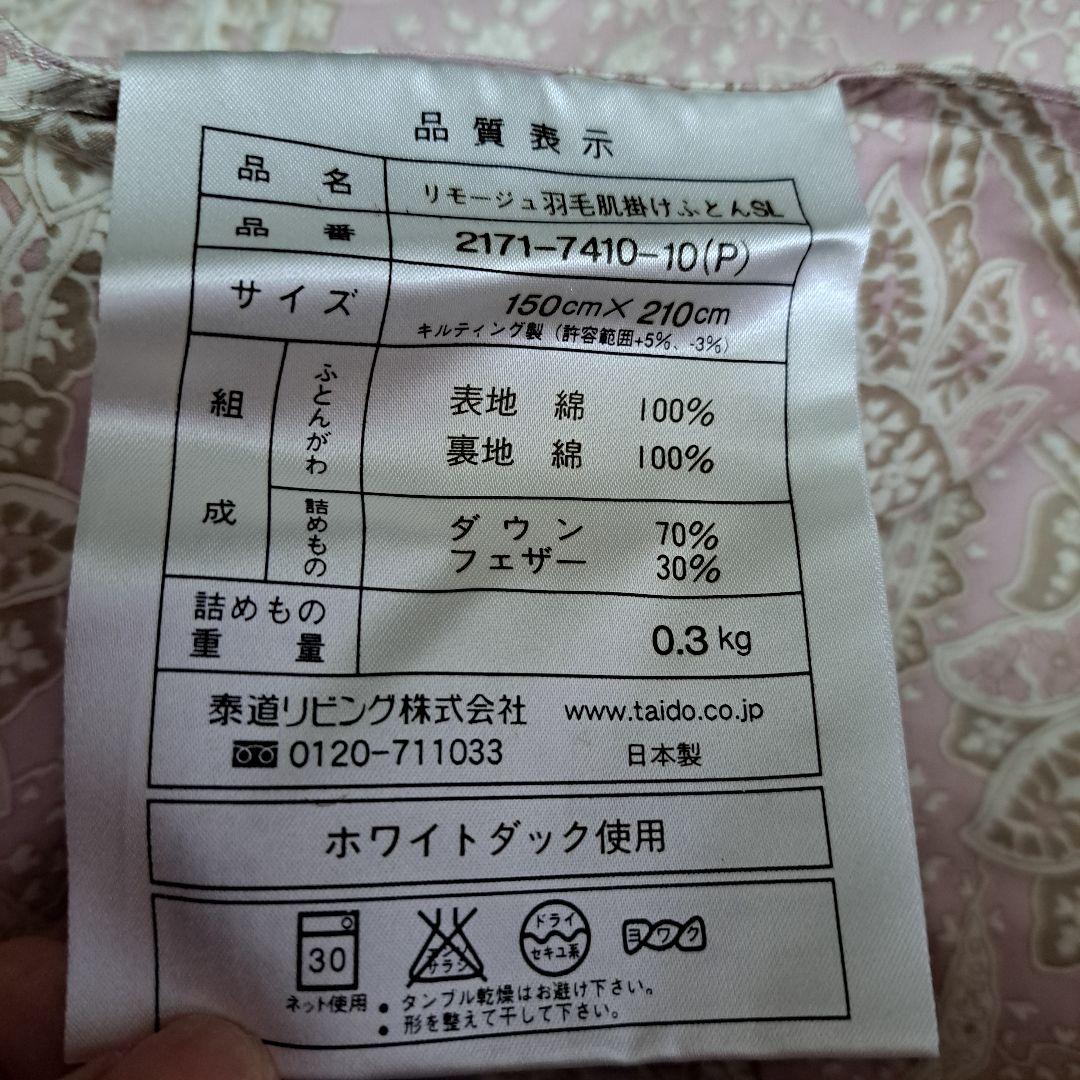 品質表示
品名 リモージュ羽毛肌掛けふとんSL
品番 2171-7410-10(P)
サイズ 150cm×210cm
キルティング製（許容範囲+5%、-3%）
組成
ふとんがわ
表地 綿 100%
裏地 綿 100%
詰めもの
ダウン 70%
フェザー 30%
詰めもの重量 0.3kg
泰道リビング株式会社 www.taido.co.jp
0120-711033 日本製
ホワイトダック使用
30
ネット使用
エンソサラシ
ドライ
セキユ系
ヨワク
● タンブル乾燥はお避け下さい。
● 形を整えて干して下さい。